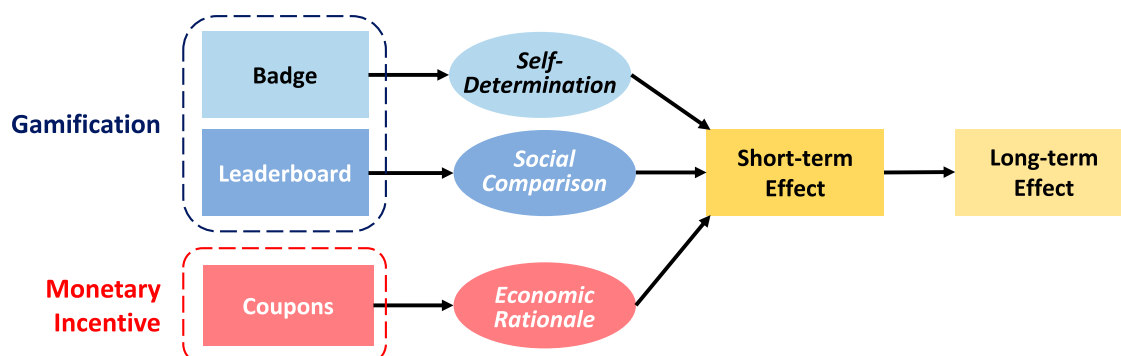 Gamification
Badge
Self-
Determination
Leaderboard
Social
Comparison
Short-term
Effect
Long-term
Effect
Monetary
Incentive
Coupons
Economic
Rationale